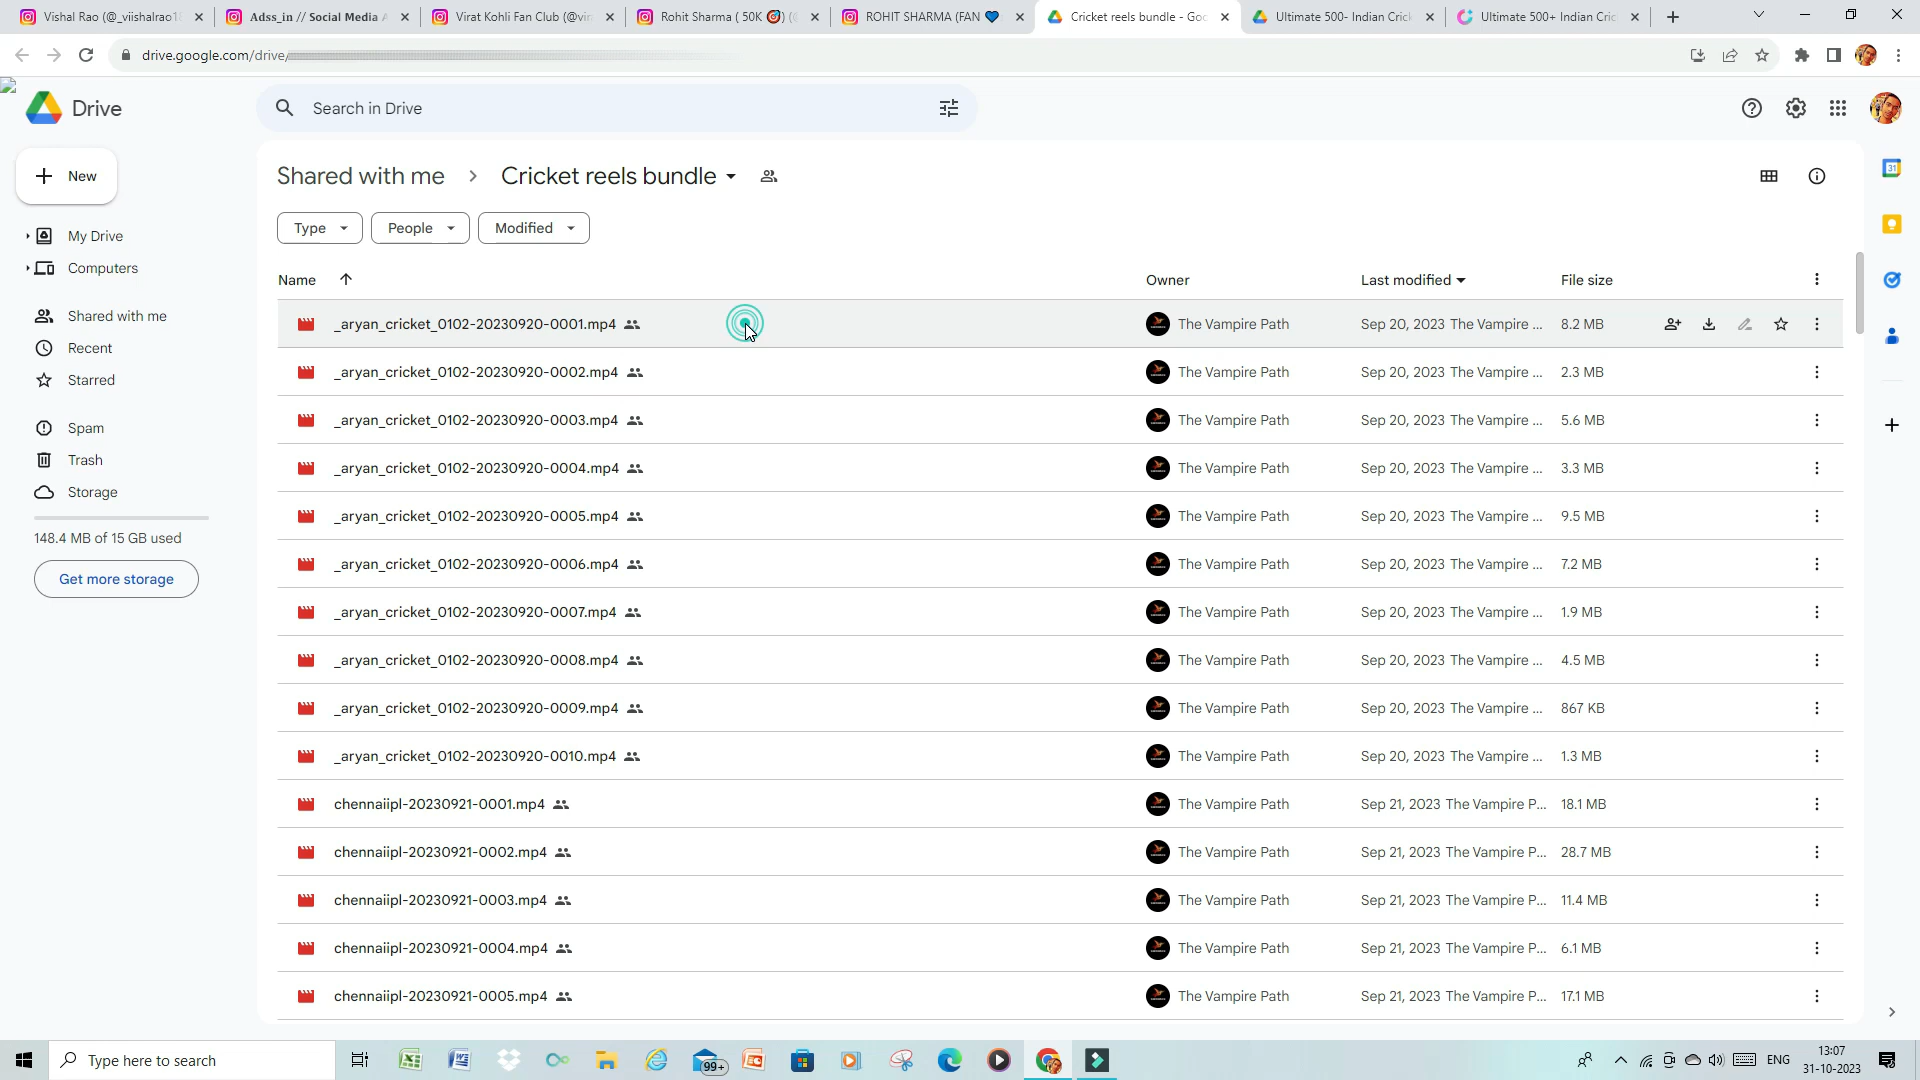 Vishal Rao (@_viishalrao1
Adss_in // Social Media A
Virat Kohli Fan Club (@vir
Rohit Sharma ( 50K
ROHIT SHARMA (FAN
Cricket reels bundle - Goo
Ultimate 500- Indian Crick
Ultimate 500+ Indian Cric
drive.google.com/drive/
Drive
Search in Drive
New
Shared with me > Cricket reels bundle
Type
People
Modified
My Drive
Computers
Shared with me
Recent
Starred
Spam
Trash
Storage
148.4 MB of 15 GB used
Get more storage
Name Owner Last modified File size
_aryan_cricket_0102-20230920-0001.mp4 The Vampire Path Sep 20, 2023 The Vampire ... 8.2 MB
_aryan_cricket_0102-20230920-0002.mp4 The Vampire Path Sep 20, 2023 The Vampire ... 2.3 MB
_aryan_cricket_0102-20230920-0003.mp4 The Vampire Path Sep 20, 2023 The Vampire ... 5.6 MB
_aryan_cricket_0102-20230920-0004.mp4 The Vampire Path Sep 20, 2023 The Vampire ... 3.3 MB
_aryan_cricket_0102-20230920-0005.mp4 The Vampire Path Sep 20, 2023 The Vampire ... 9.5 MB
_aryan_cricket_0102-20230920-0006.mp4 The Vampire Path Sep 20, 2023 The Vampire ... 7.2 MB
_aryan_cricket_0102-20230920-0007.mp4 The Vampire Path Sep 20, 2023 The Vampire ... 1.9 MB
_aryan_cricket_0102-20230920-0008.mp4 The Vampire Path Sep 20, 2023 The Vampire ... 4.5 MB
_aryan_cricket_0102-20230920-0009.mp4 The Vampire Path Sep 20, 2023 The Vampire ... 867 KB
_aryan_cricket_0102-20230920-0010.mp4 The Vampire Path Sep 20, 2023 The Vampire ... 1.3 MB
chennaiipl-20230921-0001.mp4 The Vampire Path Sep 21, 2023 The Vampire P... 18.1 MB
chennaiipl-20230921-0002.mp4 The Vampire Path Sep 21, 2023 The Vampire P... 28.7 MB
chennaiipl-20230921-0003.mp4 The Vampire Path Sep 21, 2023 The Vampire P... 11.4 MB
chennaiipl-20230921-0004.mp4 The Vampire Path Sep 21, 2023 The Vampire P... 6.1 MB
chennaiipl-20230921-0005.mp4 The Vampire Path Sep 21, 2023 The Vampire P... 17.1 MB
Type here to search
99+
ENG
13:07
31-10-2023